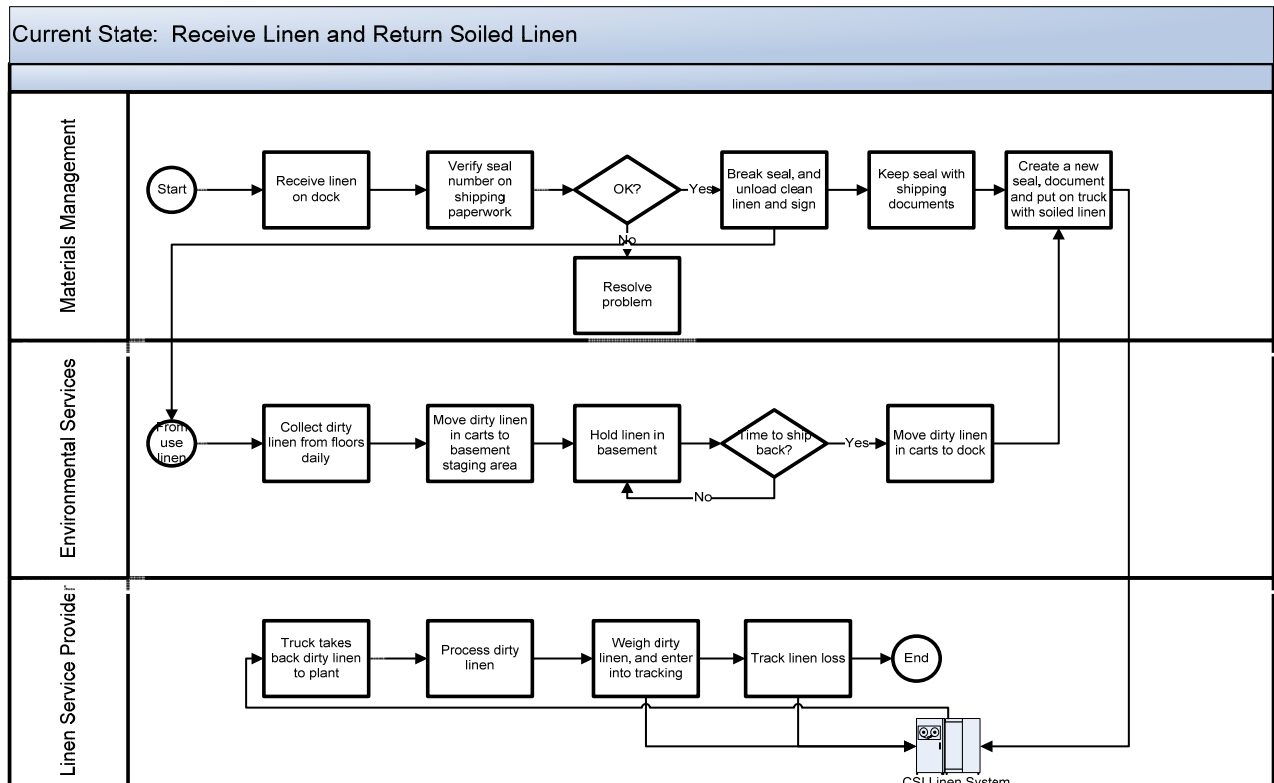 Current State:  Receive Linen and Return Soiled Linen
Materials Management
Start
Receive linen
on dock
Verify seal
number on
shipping
paperwork
OK?
Yes
Break seal, and
unload clean
linen and sign
Keep seal with
shipping
documents
Create a new
seal, document
and put on truck
with soiled linen
No
Resolve
problem
Environmental Services
From
use
linen
Collect dirty
linen from floors
daily
Move dirty linen
in carts to
basement
staging area
Hold linen in
basement
Time to ship
back?
Yes
Move dirty linen
in carts to dock
No
Linen Service Provider
Truck takes
back dirty linen
to plant
Process dirty
linen
Weigh dirty
linen, and enter
into tracking
Track linen loss
End
CSI Linen System